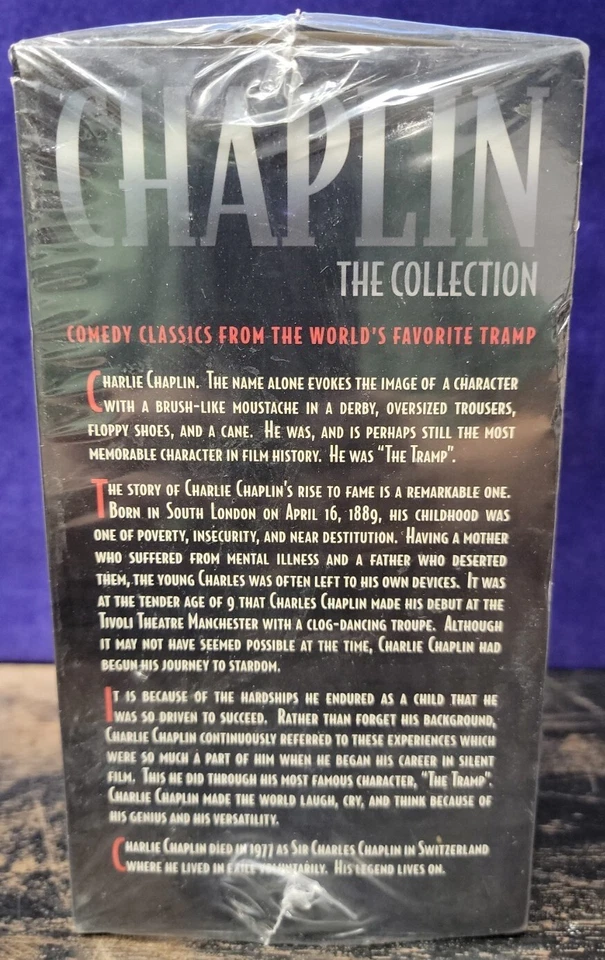 CHAPLIN
THE COLLECTION
COMEDY CLASSICS FROM THE WORLD'S FAVORITE TRAMP
CHARLIE CHAPLIN. THE NAME ALONE EVOKES THE IMAGE OF A CHARACTER
WITH A BRUSH-LIKE MOUSTACHE IN A DERBY, OVERSIZED TROUSERS,
FLOPPY SHOES, AND A CANE. HE WAS, AND IS PERHAPS STILL THE MOST
MEMORABLE CHARACTER IN FILM HISTORY. HE WAS "THE TRAMP".
THE STORY OF CHARLIE CHAPLIN'S RISE TO FAME IS A REMARKABLE ONE.
BORN IN SOUTH LONDON ON APRIL 16, 1889, HIS CHILDHOOD WAS
ONE OF POVERTY, INSECURITY, AND NEAR DESTITUTION. HAVING A MOTHER
WHO SUFFERED FROM MENTAL ILLNESS AND A FATHER WHO DESERTED
THEM, THE YOUNG CHARLES WAS OFTEN LEFT TO HIS OWN DEVICES. IT WAS
AT THE TENDER AGE OF 9 THAT CHARLES CHAPLIN MADE HIS DEBUT AT THE
TIVOLI THEATRE MANCHESTER WITH A CLOG-DANCING TROUPE. ALTHOUGH
IT MAY NOT HAVE SEEMED POSSIBLE AT THE TIME, CHARLIE CHAPLIN HAD
BEGUN HIS JOURNEY TO STARDOM.
IT IS BECAUSE OF THE HARDSHIPS HE ENDURED AS A CHILD THAT HE
WAS SO DRIVEN TO SUCCEED. RATHER THAN FORGET HIS BACKGROUND,
CHARLIE CHAPLIN CONTINUOUSLY REFERRED TO THESE EXPERIENCES WHICH
WERE SO MUCH A PART OF HIM WHEN HE BEGAN HIS CAREER IN SILENT
FILM. THIS HE DID THROUGH HIS MOST FAMOUS CHARACTER, "THE TRAMP".
CHARLIE CHAPLIN MADE THE WORLD LAUGH, CRY, AND THINK BECAUSE OF
HIS GENIUS AND HIS VERSATILITY.
CHARLIE CHAPLIN DIED IN 1977 AS SIR CHARLES CHAPLIN IN SWITZERLAND
WHERE HE LIVED IN EXILE VOLUNTARILY. HIS LEGEND LIVES ON.